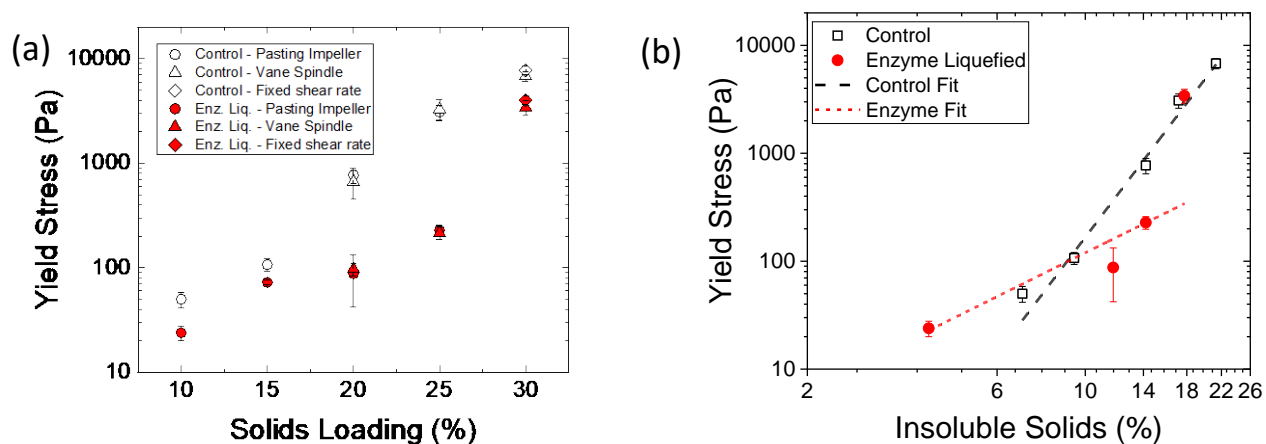 (a)
Yield Stress (Pa)
10000
1000
100
10
Control - Pasting Impeller
Control - Vane Spindle
Control - Fixed shear rate
Enz. Liq. - Pasting Impeller
Enz. Liq. - Vane Spindle
Enz. Liq. - Fixed shear rate
10 15 20 25 30
Solids Loading (%)
(b)
Yield Stress (Pa)
10000
1000
100
10
Control
Enzyme Liquefied
Control Fit
Enzyme Fit
2 6 10 14 18 22 26
Insoluble Solids (%)